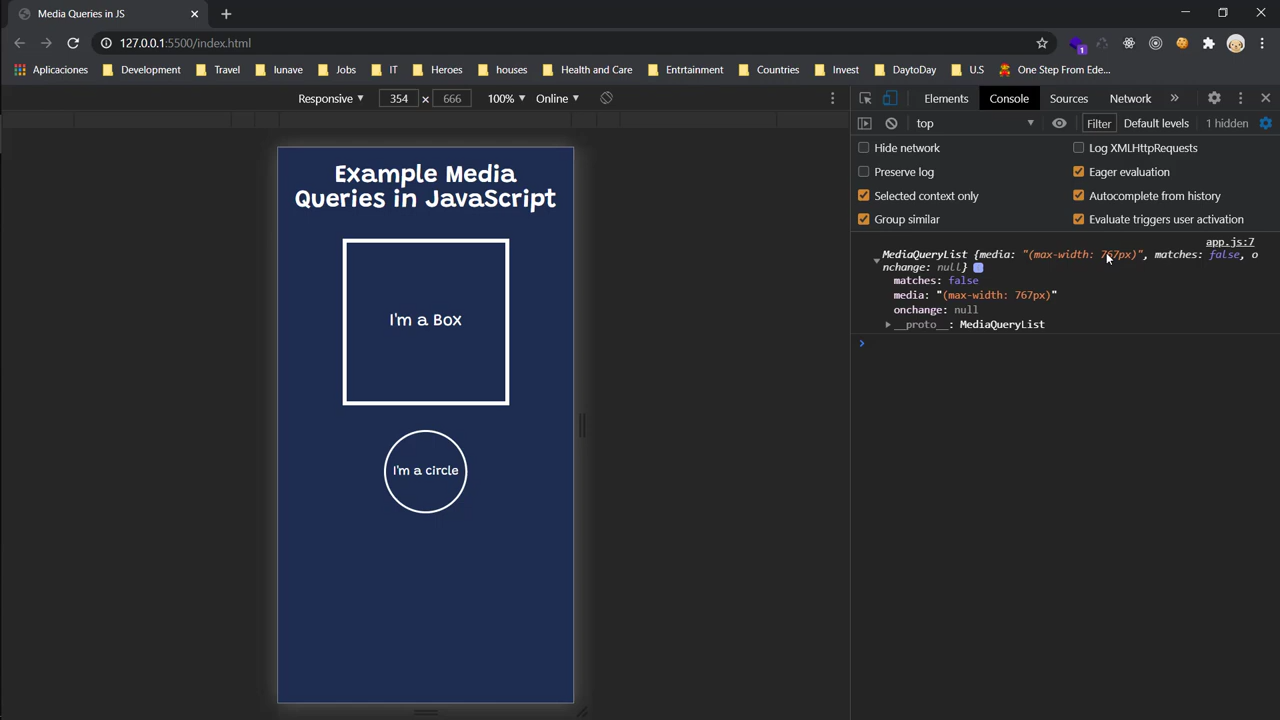 Media Queries in JS
127.0.0.1:5500/index.html
1
Aplicaciones Development Travel lunave Jobs IT Heroes houses Health and Care Entrtainment Countries Invest DaytoDay U.S One Step From Ede...
Responsive 354 × 666 100% Online
Elements Console Sources Network »
top Filter Default levels 1 hidden
Hide network Log XMLHttpRequests
Preserve log Eager evaluation
Selected context only Autocomplete from history
Group similar Evaluate triggers user activation
app.js:7
MediaQueryList {media: "(max-width: 767px)", matches: false, o
nchange: null}
matches: false
media: "(max-width: 767px)"
onchange: null
__proto__: MediaQueryList
Example Media
Queries in JavaScript
I'm a Box
I'm a circle